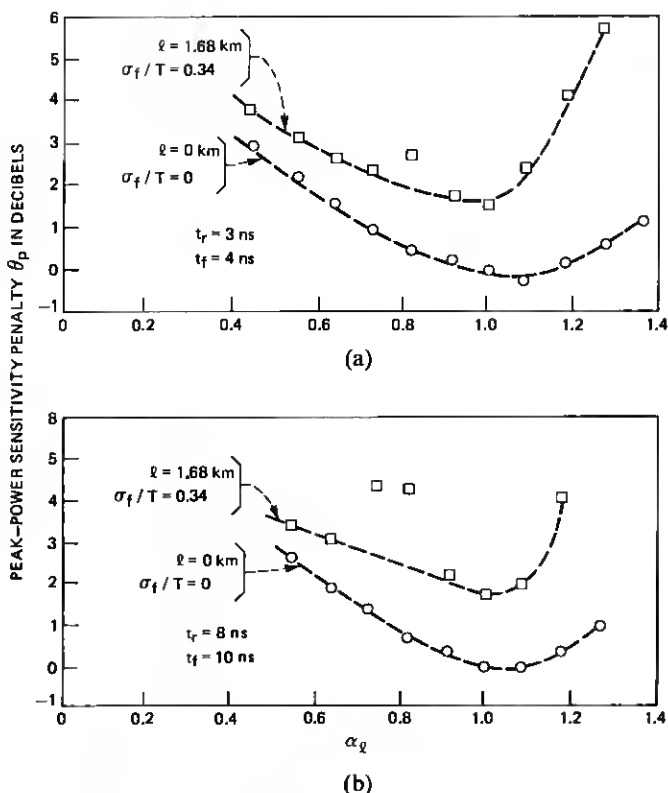 PEAK–POWER SENSITIVITY PENALTY θp IN DECIBELS
6
5
4
3
2
1
0
–1
ℓ = 1.68 km
σf / T = 0.34
ℓ = 0 km
σf / T = 0
tr = 3 ns
tf = 4 ns
0 0.2 0.4 0.6 0.8 1.0 1.2 1.4
(a)
8
6
5
4
3
2
1
0
–1
ℓ = 1.68 km
σf / T = 0.34
ℓ = 0 km
σf / T = 0
tr = 8 ns
tf = 10 ns
0 0.2 0.4 0.6 0.8 1.0 1.2 1.4
αℓ
(b)